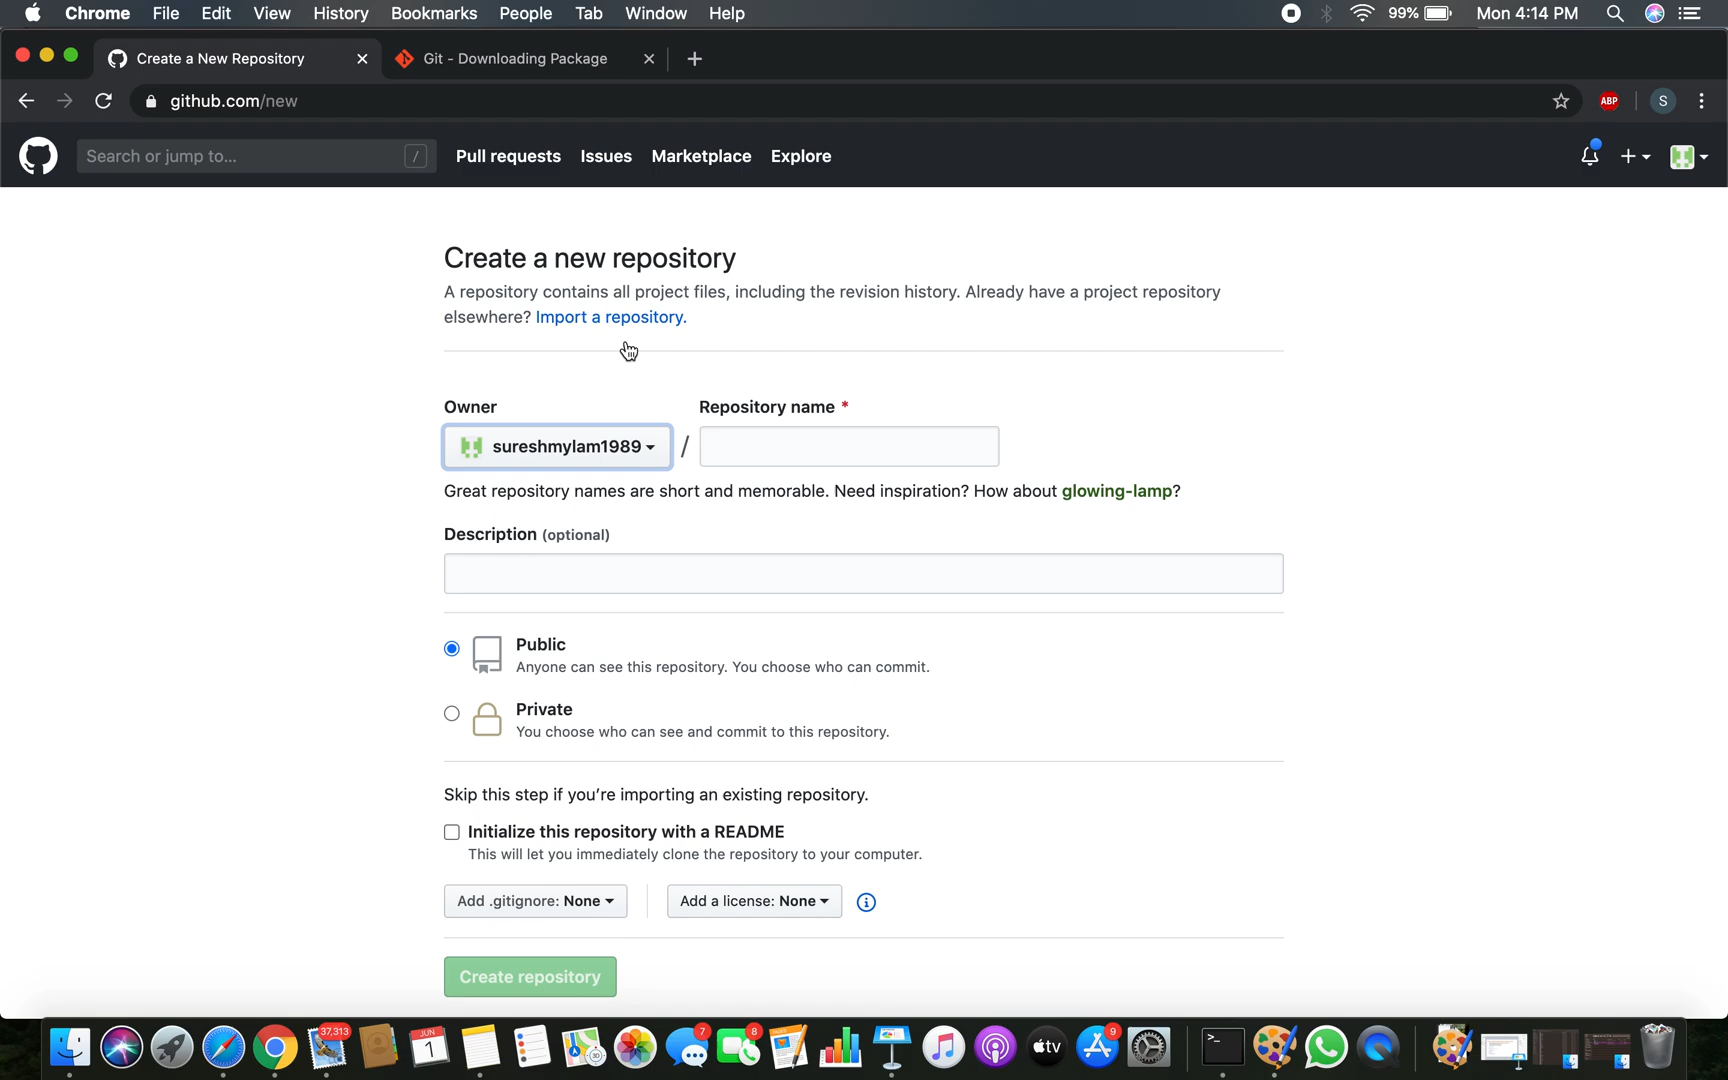 Chrome File Edit View History Bookmarks People Tab Window Help 99% Mon 4:14 PM
Create a New Repository Git - Downloading Package
github.com/new ABP S
Search or jump to... / Pull requests Issues Marketplace Explore
Create a new repository
A repository contains all project files, including the revision history. Already have a project repository
elsewhere? Import a repository.
Owner Repository name *
sureshmylam1989 /
Great repository names are short and memorable. Need inspiration? How about glowing-lamp?
Description (optional)
Public
Anyone can see this repository. You choose who can commit.
Private
You choose who can see and commit to this repository.
Skip this step if you're importing an existing repository.
Initialize this repository with a README
This will let you immediately clone the repository to your computer.
Add .gitignore: None Add a license: None
Create repository
37,313 JUN 1 7 8 tv 9